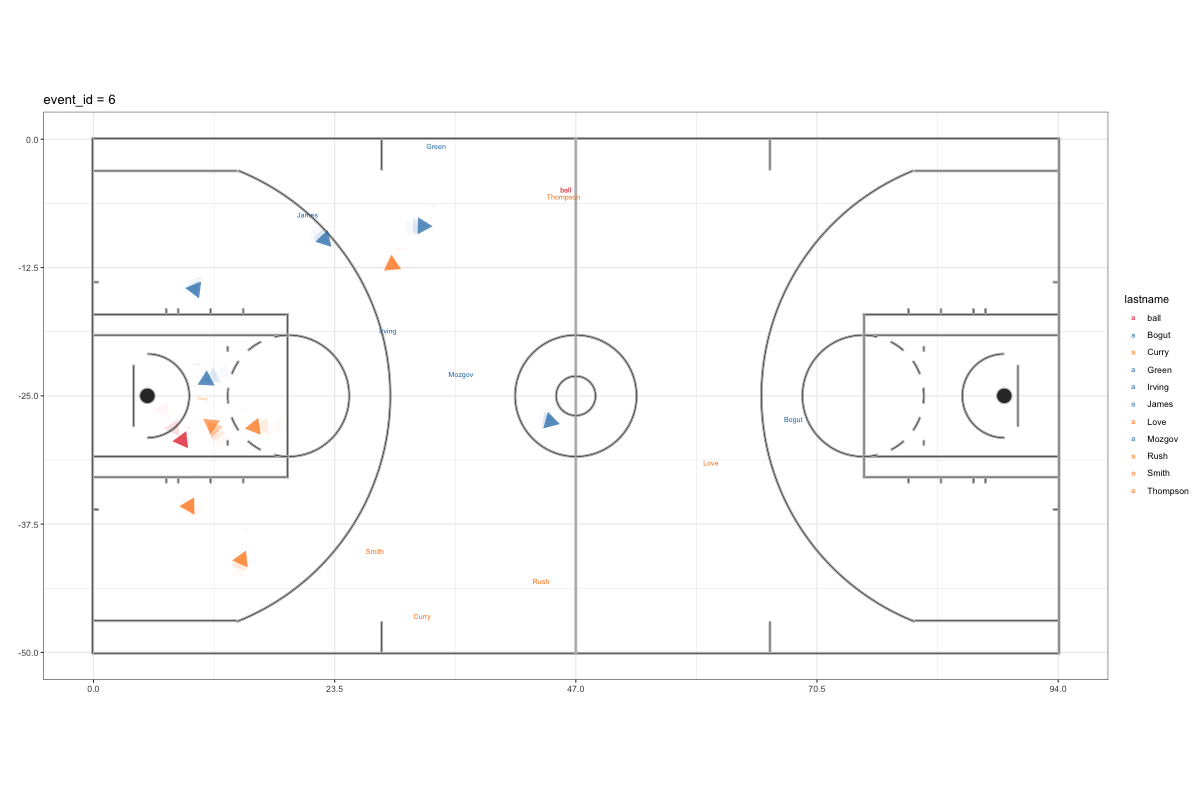 event_id = 6
0.0
-12.5
-25.0
-37.5
-50.0
Green
ball
Thompson
James
Irving
Mozgov
Bogut
Love
Smith
Rush
Curry
0.0
23.5
47.0
70.5
94.0
lastname
a ball
a Bogut
a Curry
a Green
a Irving
a James
a Love
a Mozgov
a Rush
a Smith
a Thompson